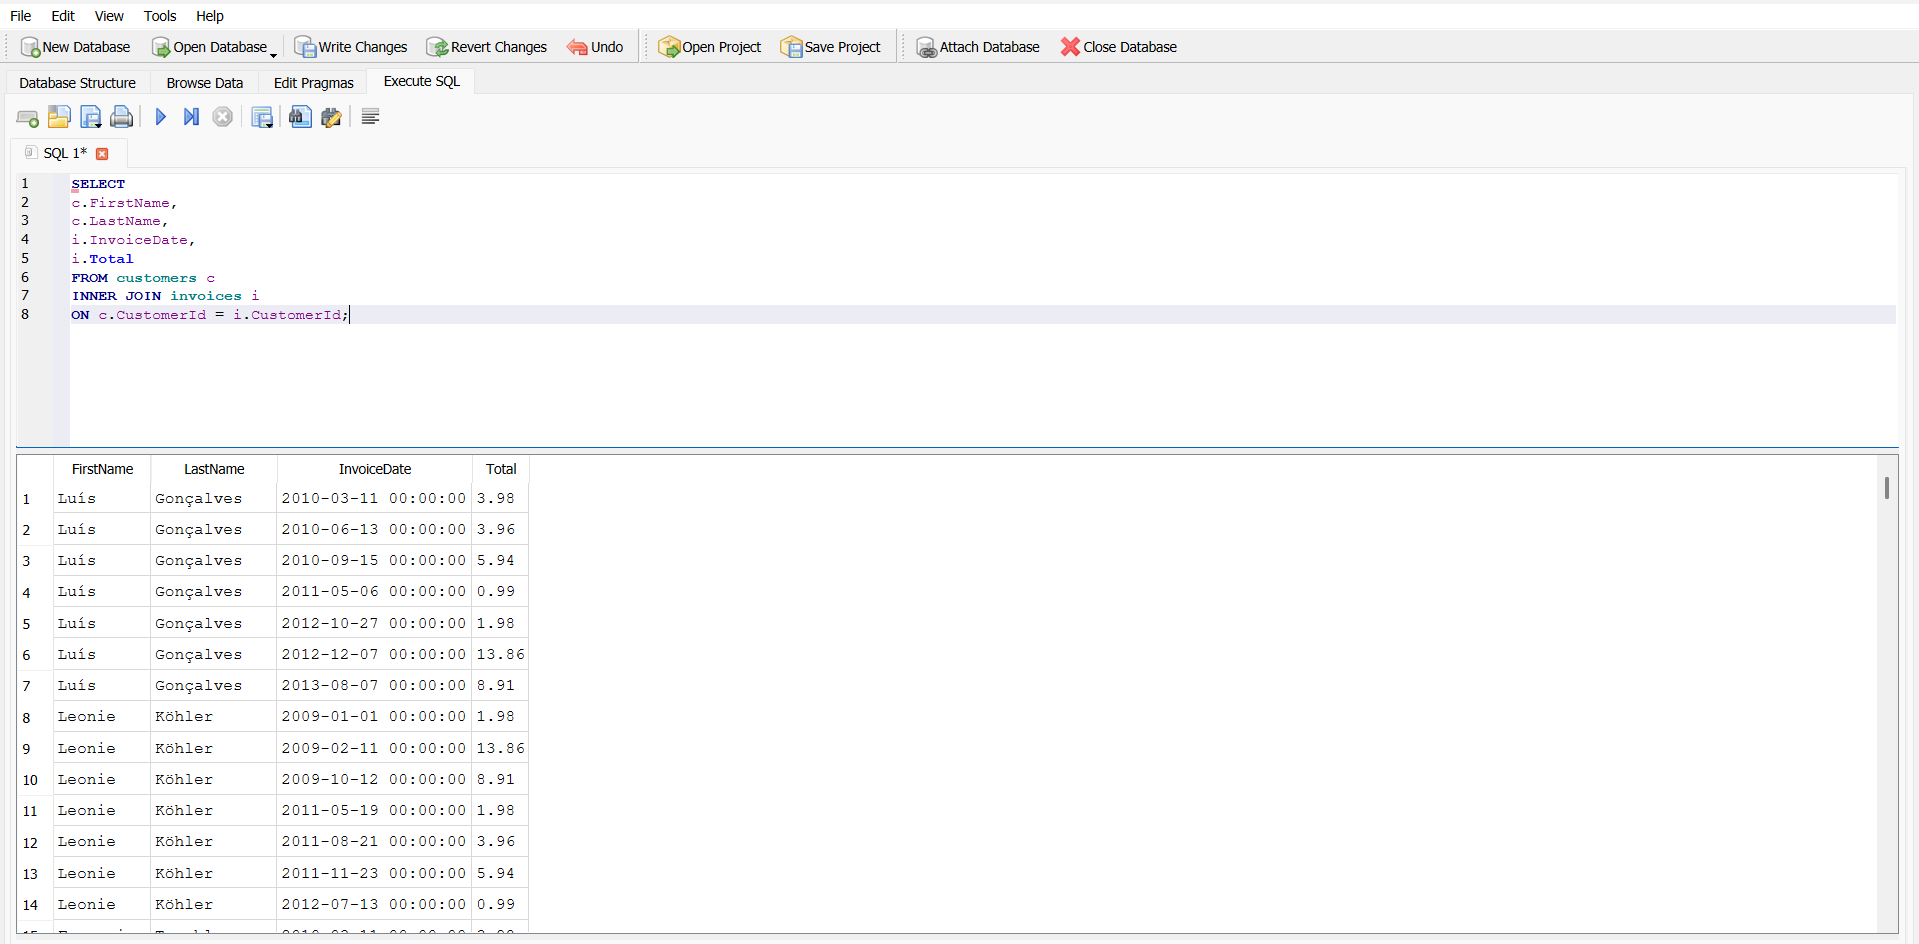 File Edit View Tools Help
New Database Open Database Write Changes Revert Changes Undo Open Project Save Project Attach Database Close Database
Database Structure Browse Data Edit Pragmas Execute SQL
SQL 1*
1 SELECT
2 c.FirstName,
3 c.LastName,
4 i.InvoiceDate,
5 i.Total
6 FROM customers c
7 INNER JOIN invoices i
8 ON c.CustomerId = i.CustomerId;
FirstName LastName InvoiceDate Total
1 Luís Gonçalves 2010-03-11 00:00:00 3.98
2 Luís Gonçalves 2010-06-13 00:00:00 3.96
3 Luís Gonçalves 2010-09-15 00:00:00 5.94
4 Luís Gonçalves 2011-05-06 00:00:00 0.99
5 Luís Gonçalves 2012-10-27 00:00:00 1.98
6 Luís Gonçalves 2012-12-07 00:00:00 13.86
7 Luís Gonçalves 2013-08-07 00:00:00 8.91
8 Leonie Köhler 2009-01-01 00:00:00 1.98
9 Leonie Köhler 2009-02-11 00:00:00 13.86
10 Leonie Köhler 2009-10-12 00:00:00 8.91
11 Leonie Köhler 2011-05-19 00:00:00 1.98
12 Leonie Köhler 2011-08-21 00:00:00 3.96
13 Leonie Köhler 2011-11-23 00:00:00 5.94
14 Leonie Köhler 2012-07-13 00:00:00 0.99